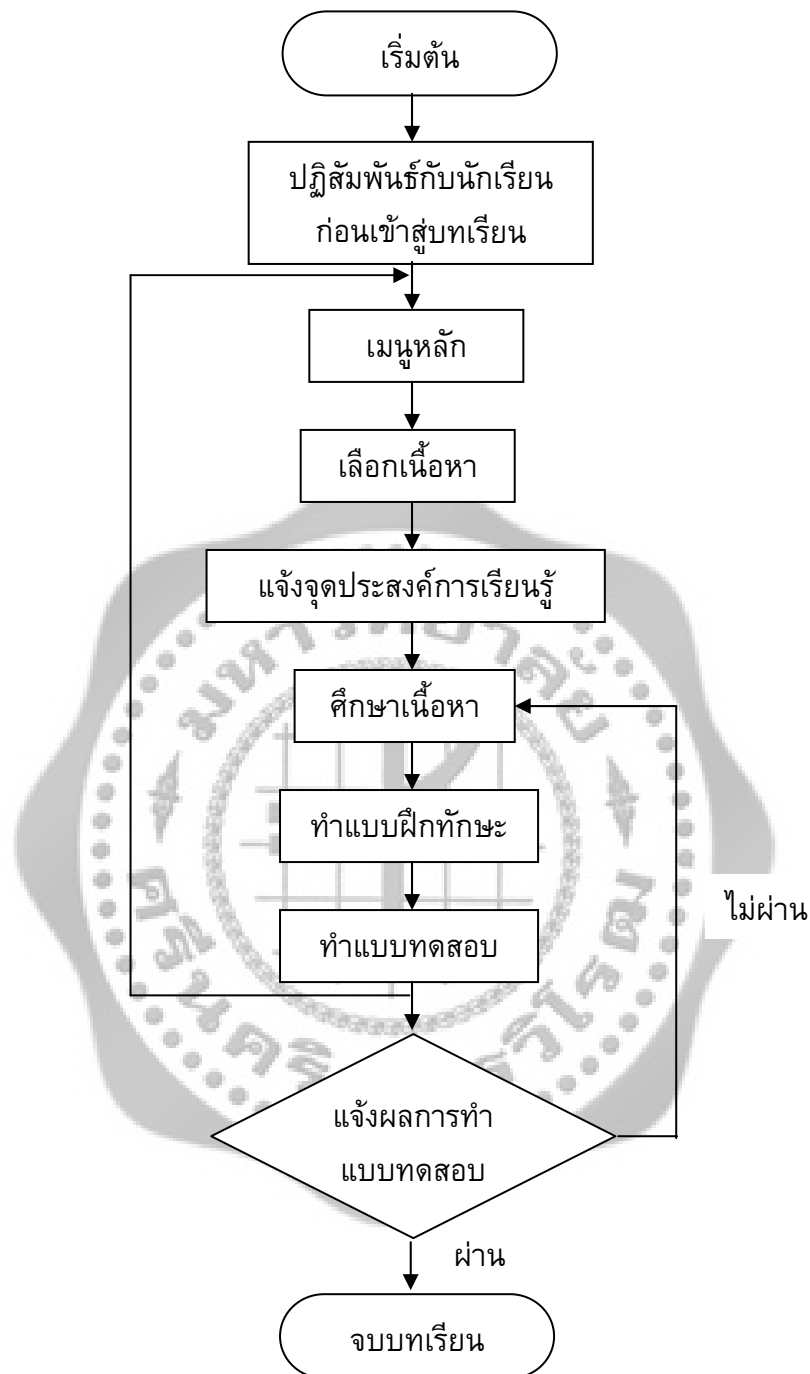 เริ่มต้น
ปฏิสัมพันธ์กับนักเรียน
ก่อนเข้าสู่บทเรียน
เมนูหลัก
เลือกเนื้อหา
แจ้งจุดประสงค์การเรียนรู้
ศึกษาเนื้อหา
ทำแบบฝึกทักษะ
ไม่ผ่าน
ทำแบบทดสอบ
แจ้งผลการทำ
แบบทดสอบ
ผ่าน
จบบทเรียน